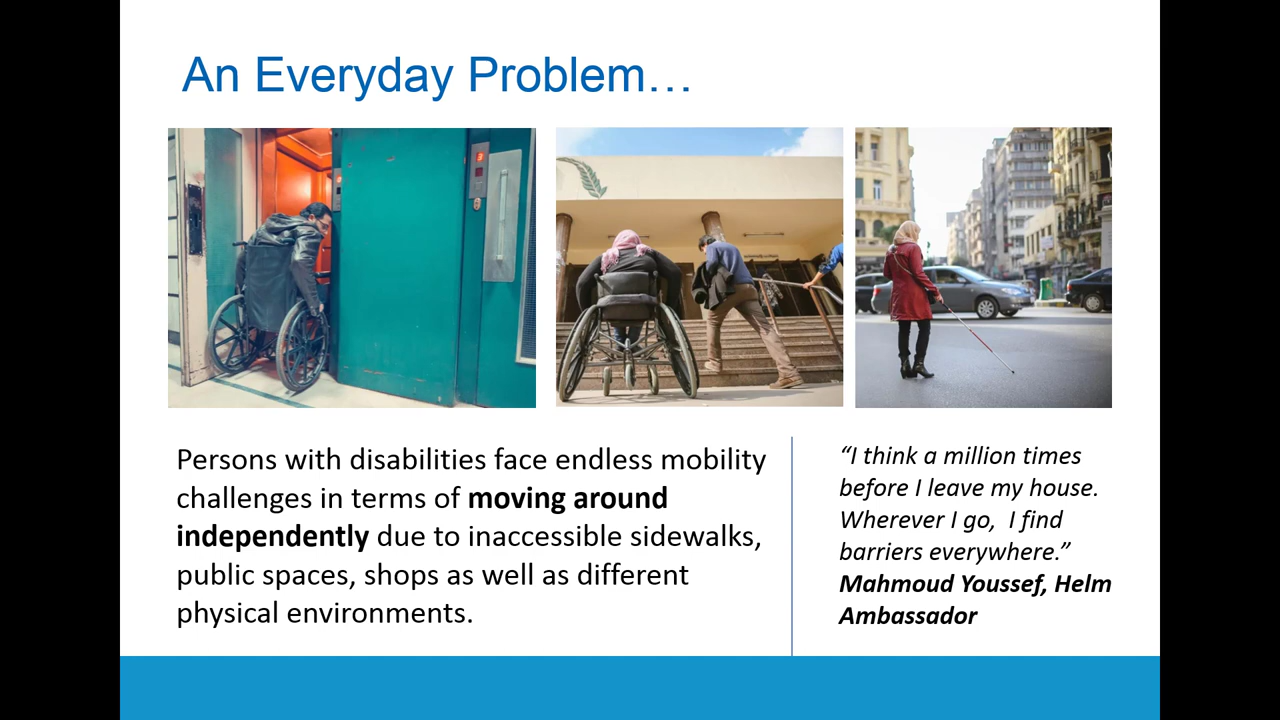 An Everyday Problem…
Persons with disabilities face endless mobility
challenges in terms of moving around
independently due to inaccessible sidewalks,
public spaces, shops as well as different
physical environments.
“I think a million times
before I leave my house.
Wherever I go,  I find
barriers everywhere.”
Mahmoud Youssef, Helm
Ambassador